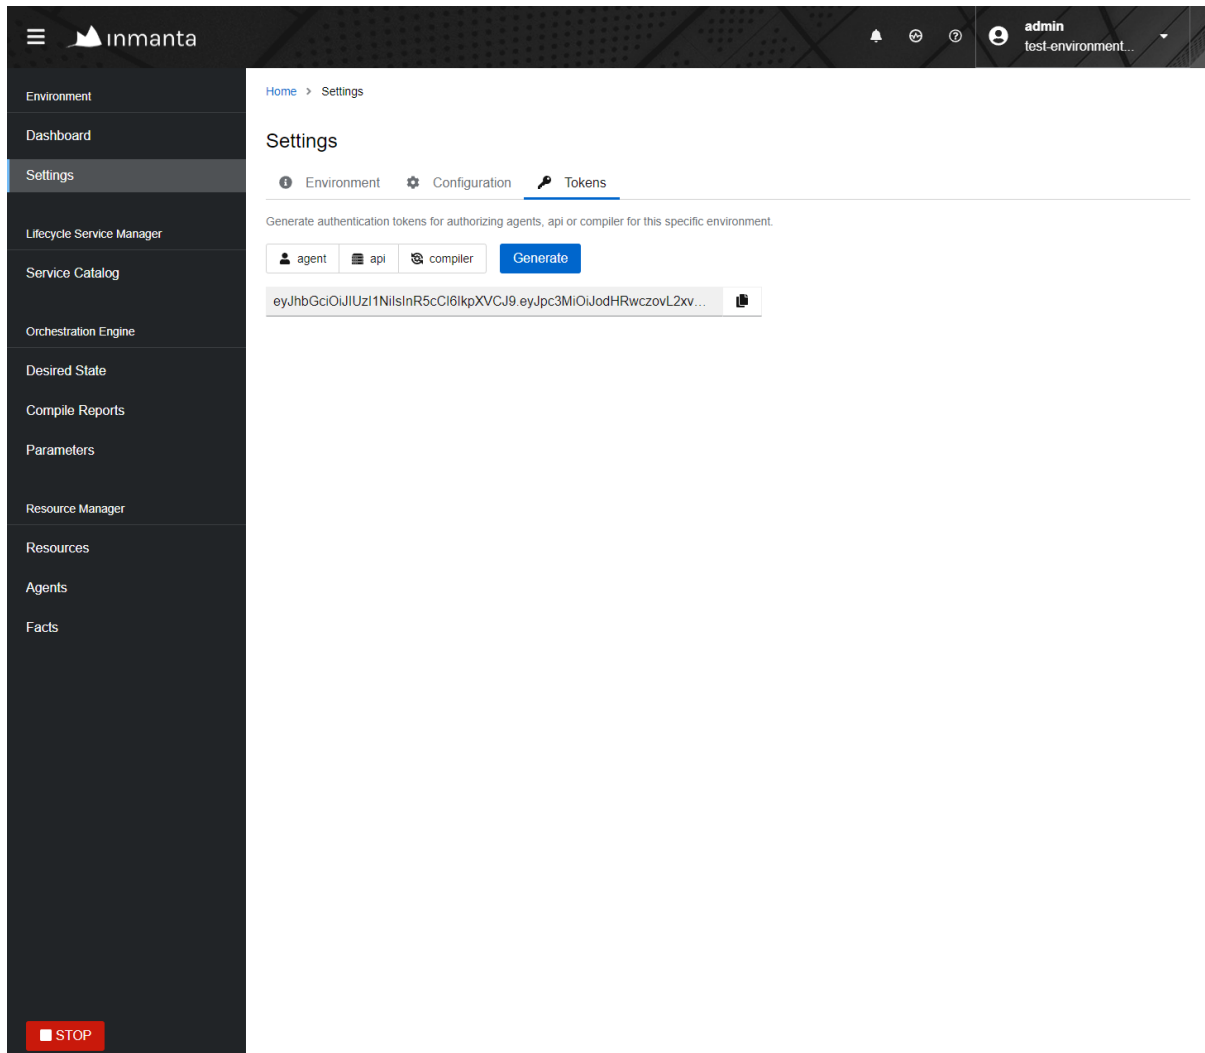 inmanta
admin
test-environment...
Environment
Dashboard
Settings
Lifecycle Service Manager
Service Catalog
Orchestration Engine
Desired State
Compile Reports
Parameters
Resource Manager
Resources
Agents
Facts
STOP
Home > Settings
Settings
Environment Configuration Tokens
Generate authentication tokens for authorizing agents, api or compiler for this specific environment.
agent api compiler Generate
eyJhbGciOiJIUzI1NiIsInR5cCI6IkpXVCJ9.eyJpc3MiOiJodHRwczovL2xv...